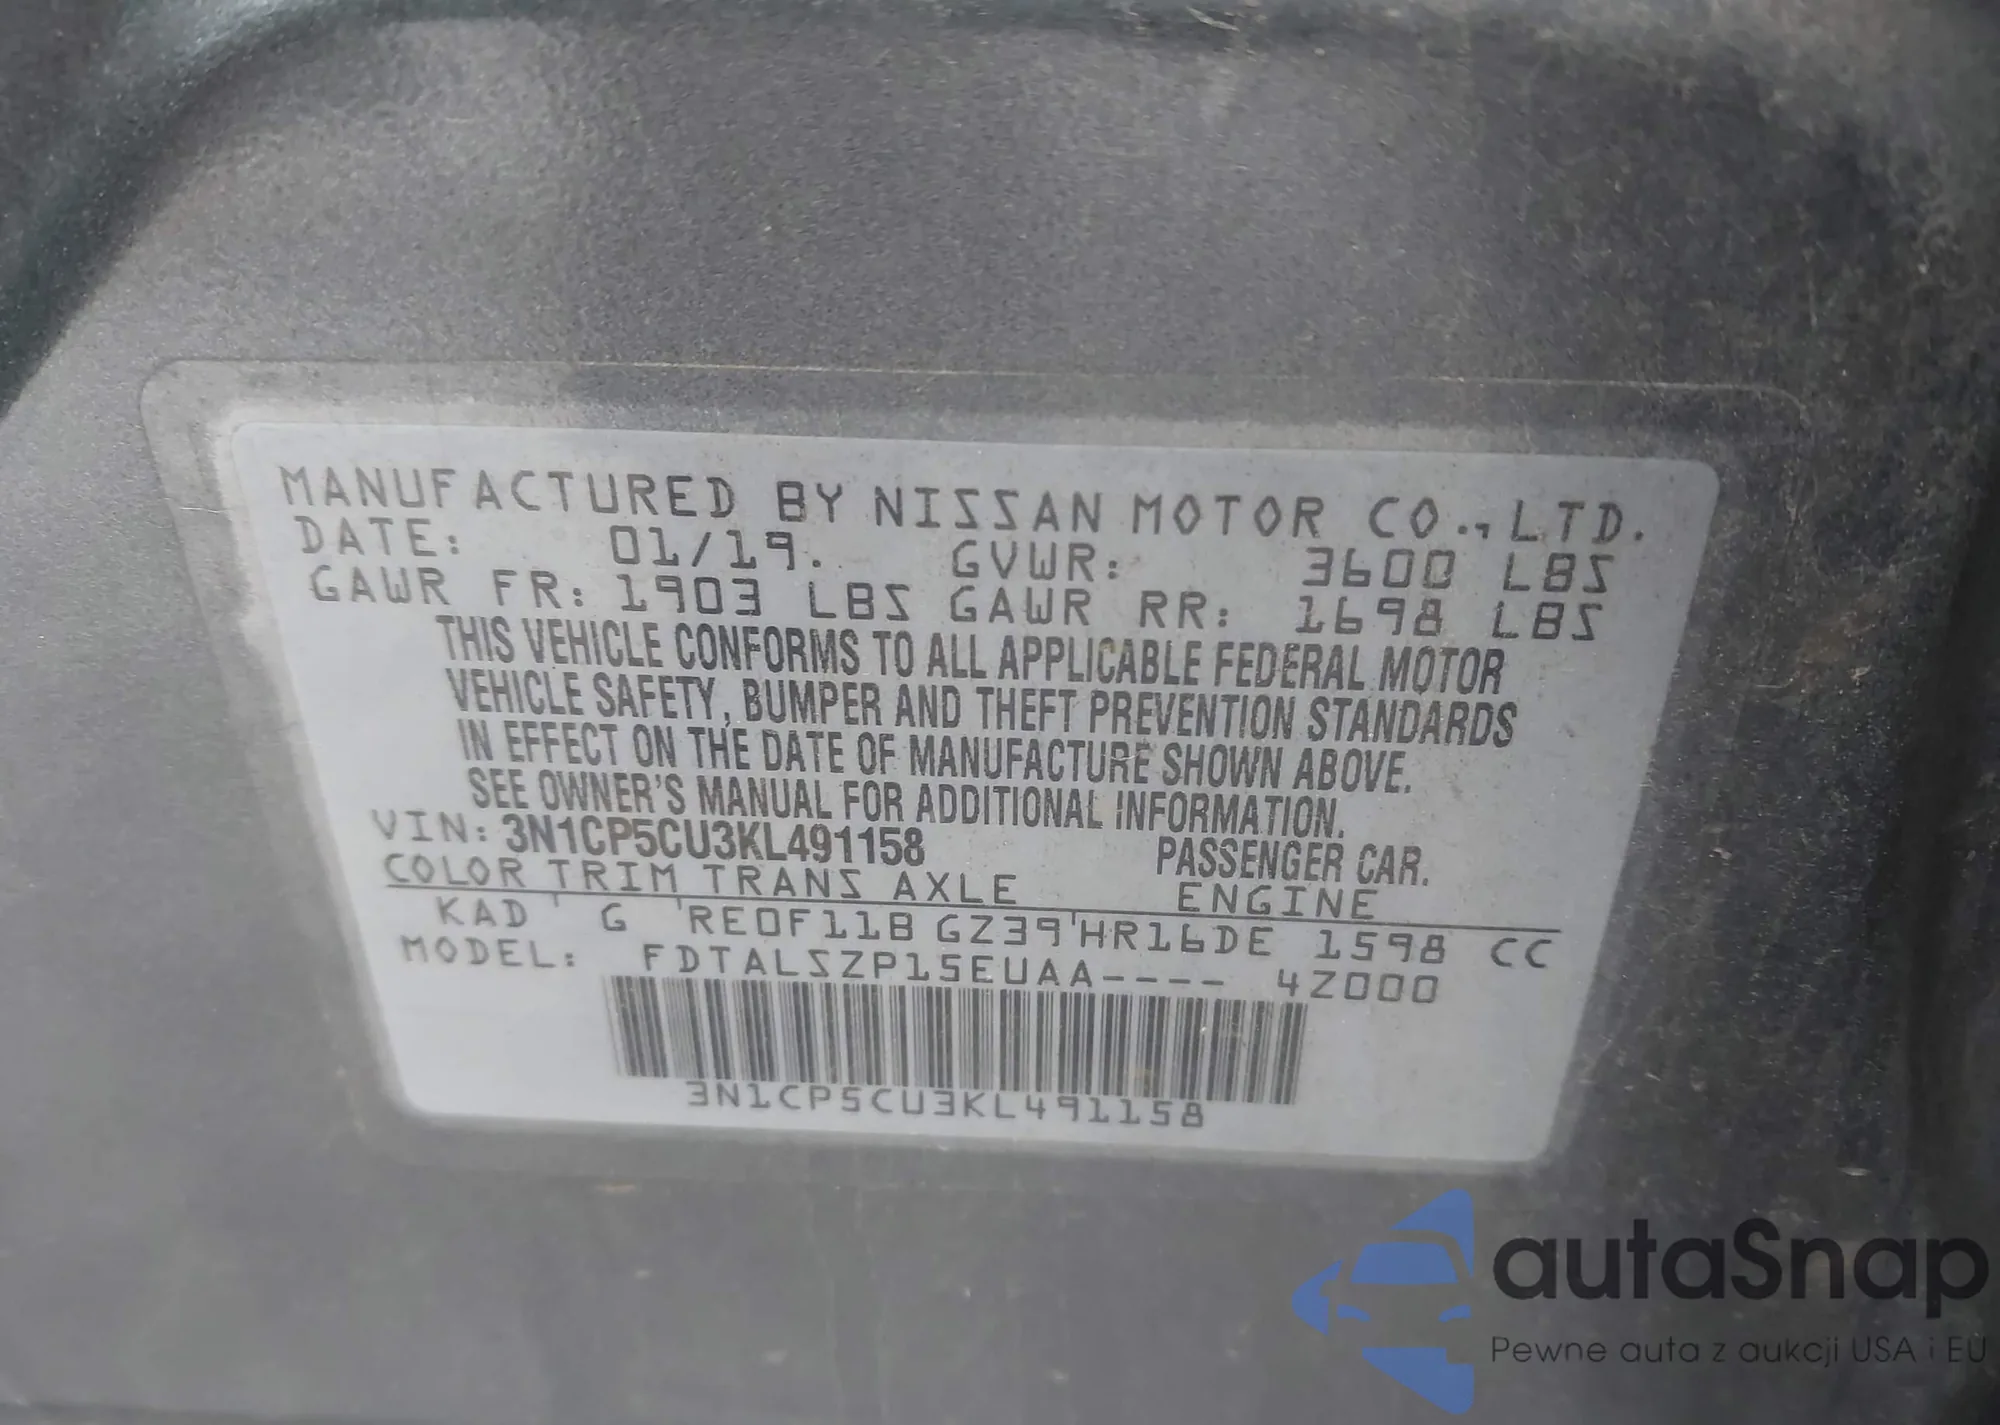 MANUFACTURED BY NISSAN MOTOR CO., LTD.
DATE: 01/19. GVWR: 3600 LBS
GAWR FR: 1903 LBS GAWR RR: 1698 LBS
THIS VEHICLE CONFORMS TO ALL APPLICABLE FEDERAL MOTOR
VEHICLE SAFETY, BUMPER AND THEFT PREVENTION STANDARDS
IN EFFECT ON THE DATE OF MANUFACTURE SHOWN ABOVE.
SEE OWNER'S MANUAL FOR ADDITIONAL INFORMATION.
VIN: 3N1CP5CU3KL491158 PASSENGER CAR.
COLOR TRIM TRANS AXLE ENGINE
KAD G RE0F11B GZ39 HR16DE 1598 CC
MODEL: FDTALSZP15EUAA---- 4Z000
3N1CP5CU3KL491158
autaSnap
Pewne auta z aukcji USA i EU